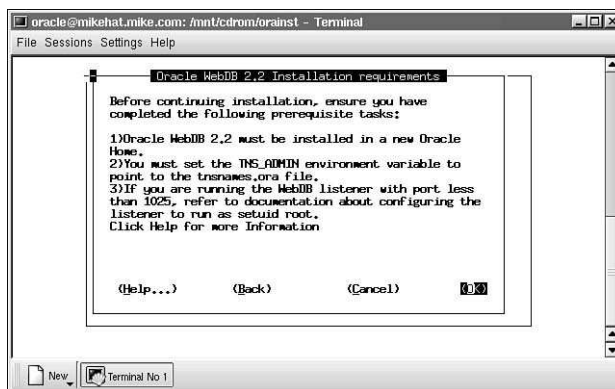 oracle@mikehat.mike.com: /mnt/cdrom/orainst - Terminal
File Sessions Settings Help
Oracle WebDB 2.2 Installation requirements
Before continuing installation, ensure you have
completed the following prerequisite tasks:
1)Oracle WebDB 2.2 must be installed in a new Oracle
Home.
2)You must set the TNS_ADMIN environment variable to
point to the tnsnames.ora file.
3)If you are running the WebDB listener with port less
than 1025, refer to documentation about configuring the
listener to run as setuid root.
Click Help for more Information
(Help...) (Back) (Cancel) (OK)
New Terminal No 1